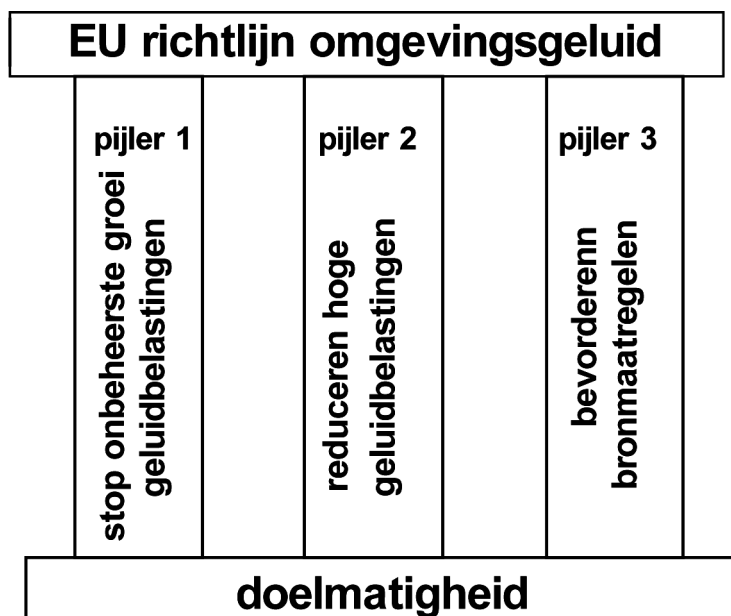 EU richtlijn omgevingsgeluid
pijler 1
stop onbeheerste groei
geluidbelastingen
pijler 2
reduceren hoge
geluidbelastingen
pijler 3
bevorderenn
bronmaatregelen
doelmatigheid